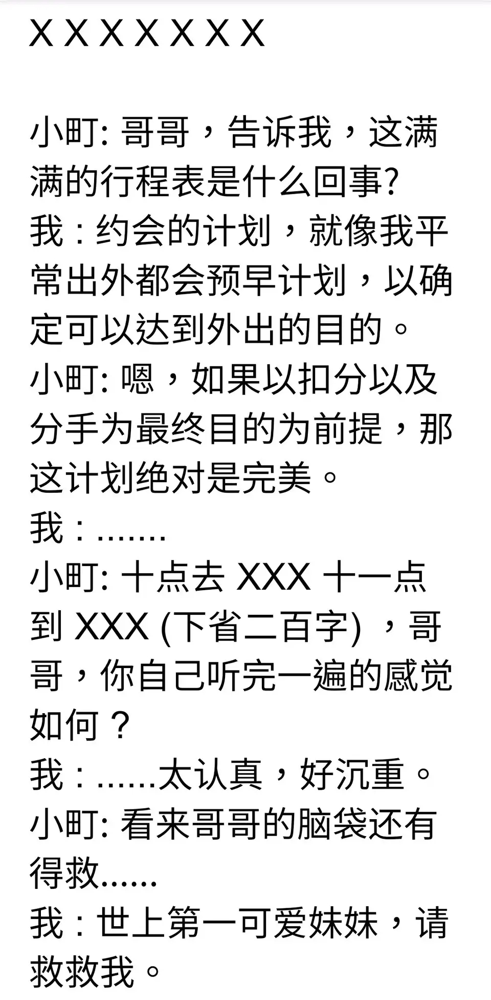 XXXXXXX
小町: 哥哥，告诉我，这满
满的行程表是什么回事?
我：约会的计划，就像我平
常出外都会预早计划，以确
定可以达到外出的目的。
小町: 嗯，如果以扣分以及
分手为最终目的为前提，那
这计划绝对是完美。
我：.......
小町: 十点去 XXX 十一点
到 XXX (下省二百字) ，哥
哥，你自己听完一遍的感觉
如何？
我：......太认真，好沉重。
小町: 看来哥哥的脑袋还有
得救......
我：世上第一可爱妹妹，请
救救我。